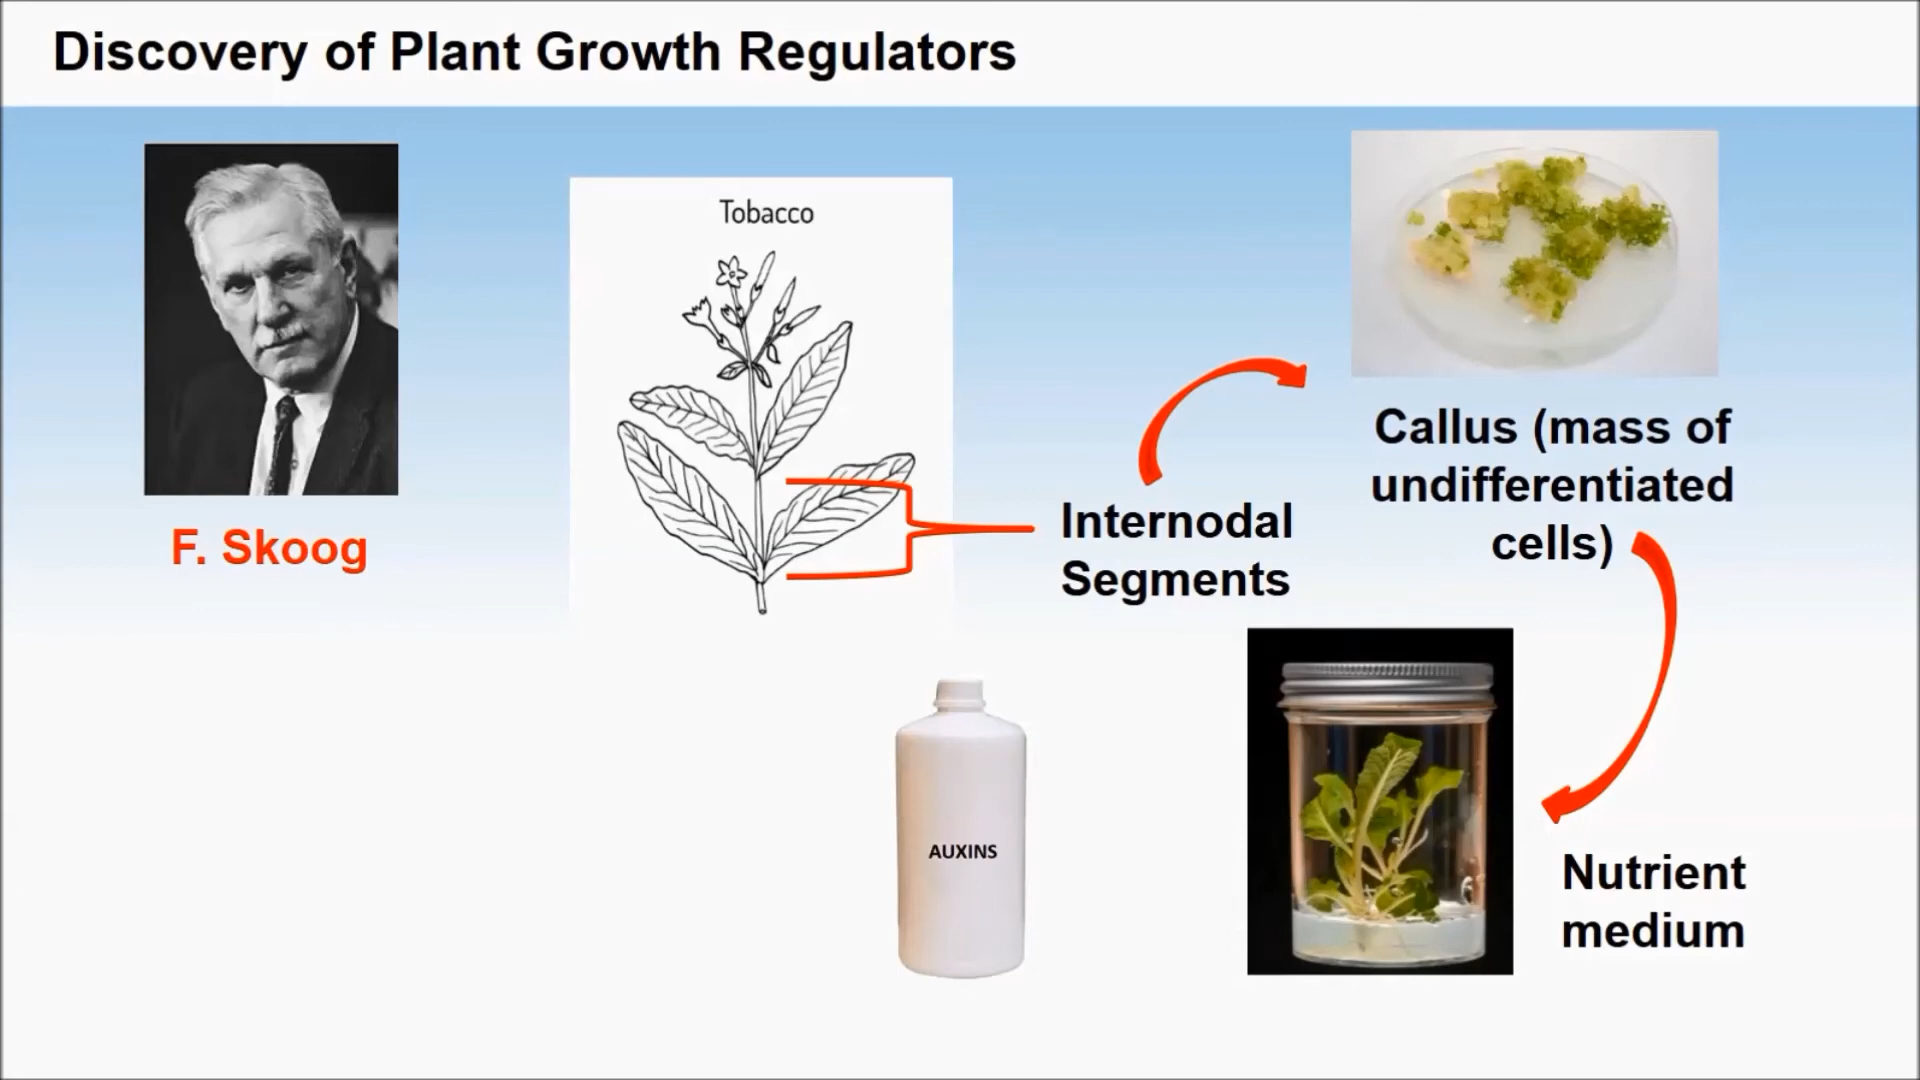 Discovery of Plant Growth Regulators
Tobacco
F. Skoog
Internodal
Segments
Callus (mass of
undifferentiated
cells)
AUXINS
Nutrient
medium